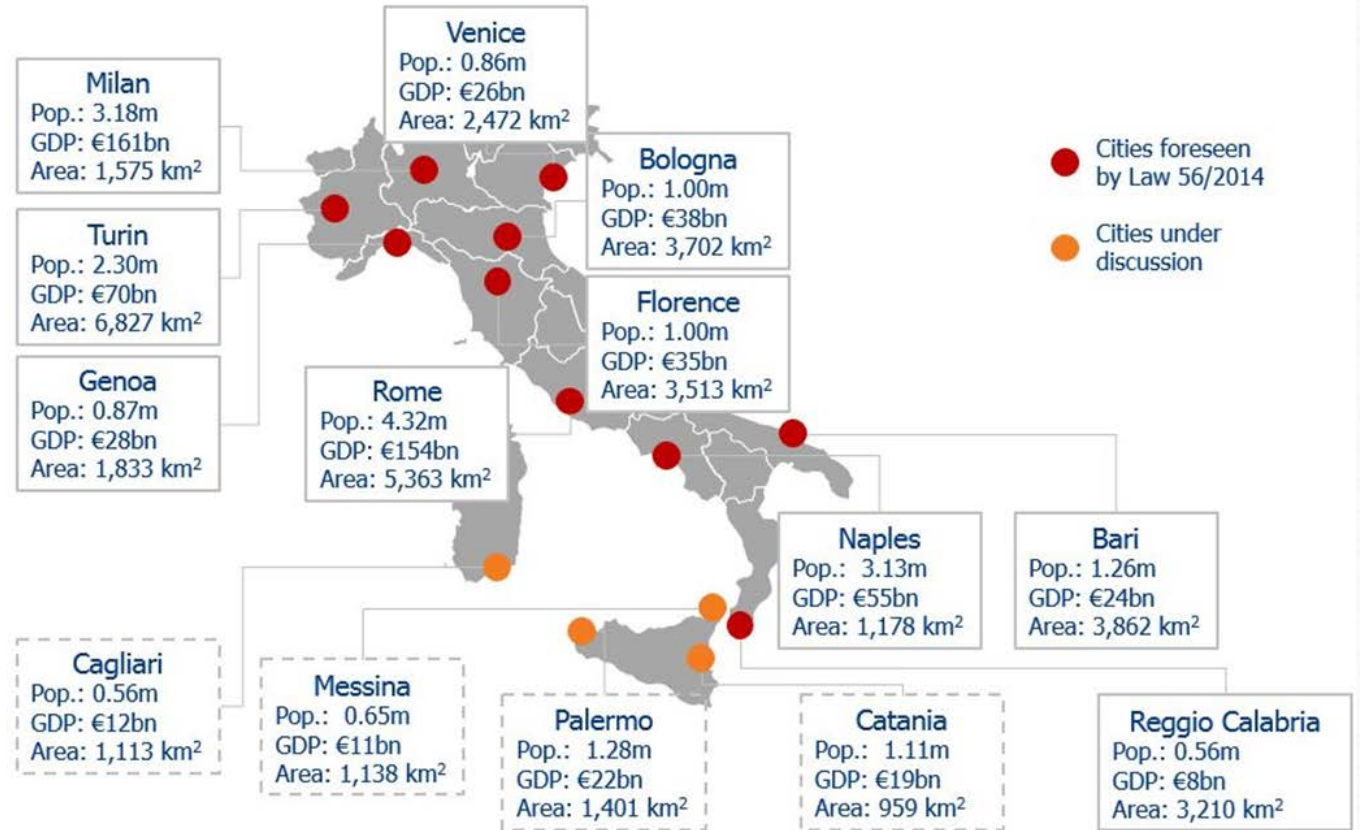 Venice
Pop.: 0.86m
GDP: €26bn
Area: 2,472 km²
Milan
Pop.: 3.18m
GDP: €161bn
Area: 1,575 km²
Bologna
Pop.: 1.00m
GDP: €38bn
Area: 3,702 km²
Cities foreseen
by Law 56/2014
Cities under
discussion
Turin
Pop.: 2.30m
GDP: €70bn
Area: 6,827 km²
Florence
Pop.: 1.00m
GDP: €35bn
Area: 3,513 km²
Genoa
Pop.: 0.87m
GDP: €28bn
Area: 1,833 km²
Rome
Pop.: 4.32m
GDP: €154bn
Area: 5,363 km²
Naples
Pop.: 3.13m
GDP: €55bn
Area: 1,178 km²
Bari
Pop.: 1.26m
GDP: €24bn
Area: 3,862 km²
Cagliari
Pop.: 0.56m
GDP: €12bn
Area: 1,113 km²
Messina
Pop.: 0.65m
GDP: €11bn
Area: 1,138 km²
Palermo
Pop.: 1.28m
GDP: €22bn
Area: 1,401 km²
Catania
Pop.: 1.11m
GDP: €19bn
Area: 959 km²
Reggio Calabria
Pop.: 0.56m
GDP: €8bn
Area: 3,210 km²